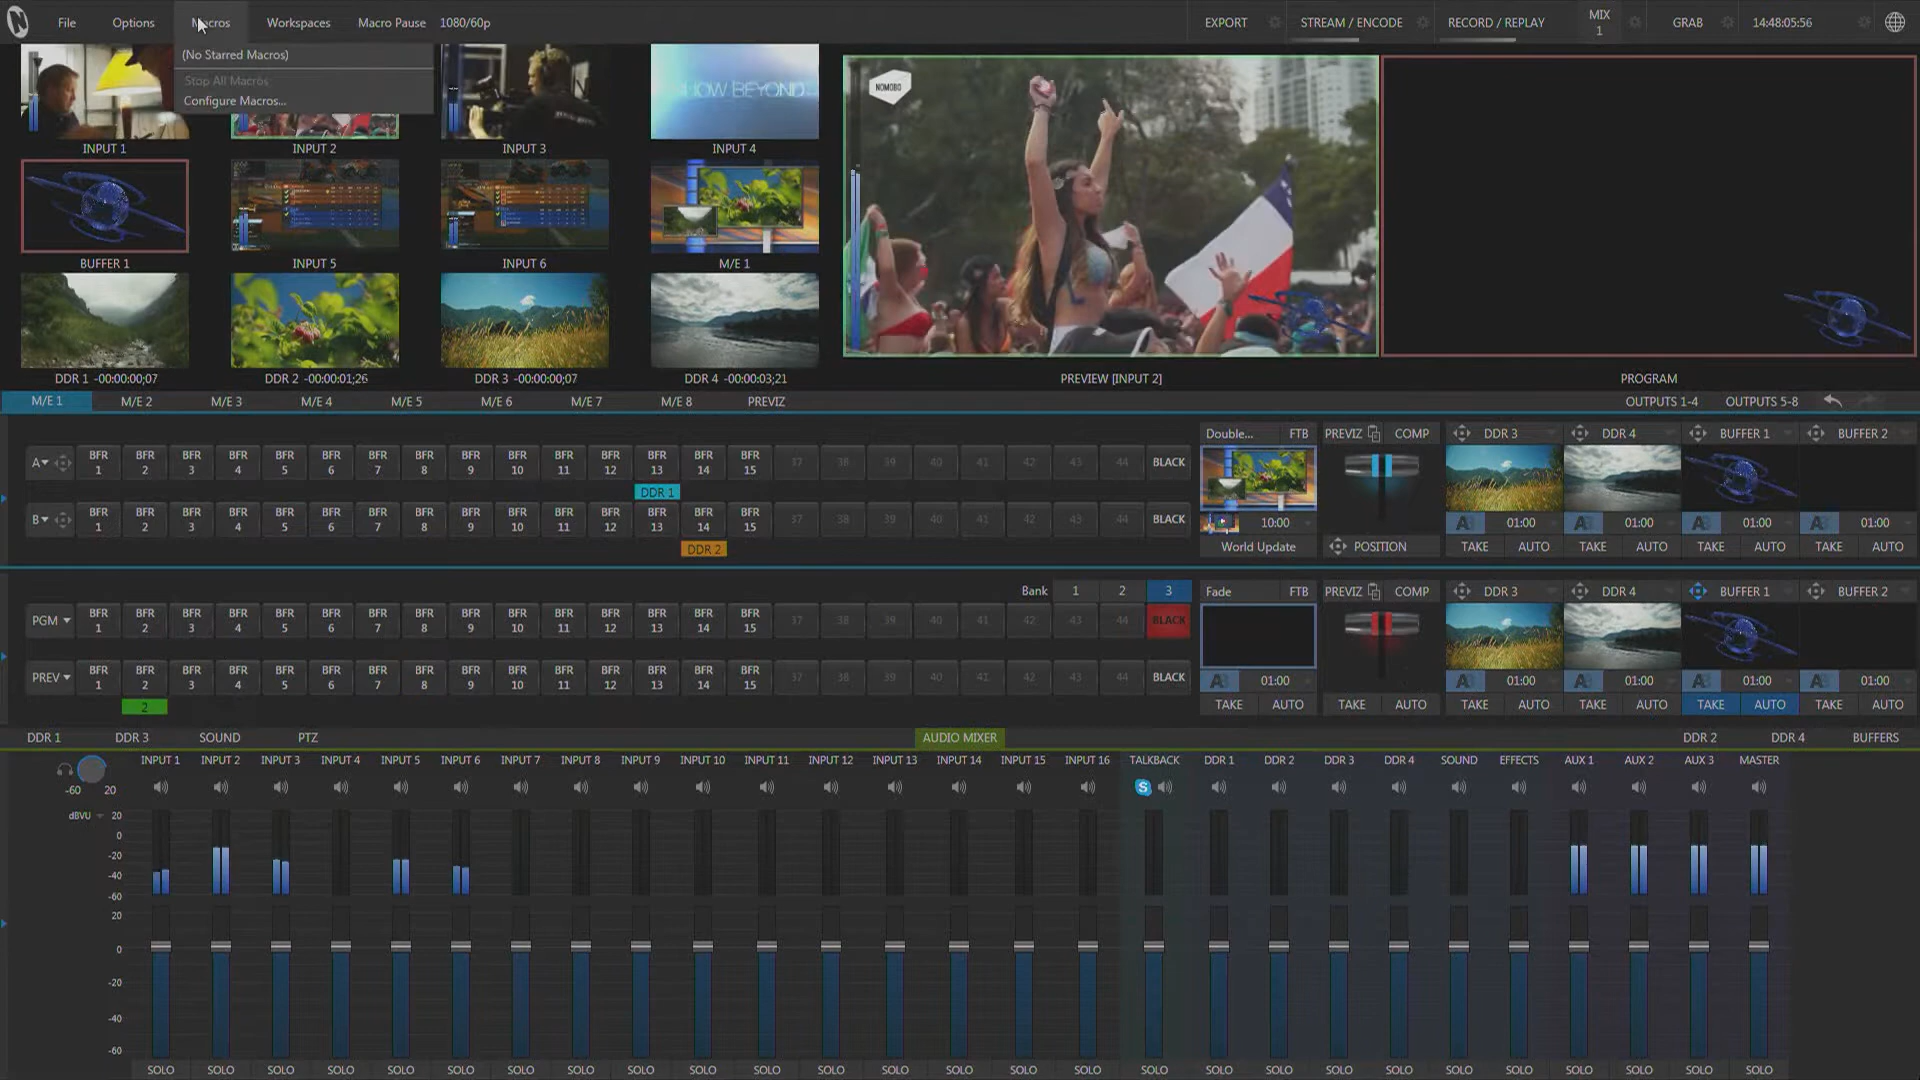 File Options Macros Workspaces Macro Pause 1080/60p EXPORT STREAM / ENCODE RECORD / REPLAY MIX 1 GRAB 14:48:05:56
(No Starred Macros)
Stop All Macros
Configure Macros...
NOMOBO
INPUT 1 INPUT 2 INPUT 3 INPUT 4
BUFFER 1 INPUT 5 INPUT 6 M/E 1
DDR 1 -00:00:00;07 DDR 2 -00:00:01;26 DDR 3 -00:00:00;07 DDR 4 -00:00:03;21 PREVIEW [INPUT 2] PROGRAM
M/E 1 M/E 2 M/E 3 M/E 4 M/E 5 M/E 6 M/E 7 M/E 8 PREVIZ OUTPUTS 1-4 OUTPUTS 5-8
Double... FTB PREVIZ COMP DDR 3 DDR 4 BUFFER 1 BUFFER 2
A BFR 1 BFR 2 BFR 3 BFR 4 BFR 5 BFR 6 BFR 7 BFR 8 BFR 9 BFR 10 BFR 11 BFR 12 BFR 13 BFR 14 BFR 15 37 38 39 40 41 42 43 44 BLACK
DDR 1
B BFR 1 BFR 2 BFR 3 BFR 4 BFR 5 BFR 6 BFR 7 BFR 8 BFR 9 BFR 10 BFR 11 BFR 12 BFR 13 BFR 14 BFR 15 37 38 39 40 41 42 43 44 BLACK
10:00 AB 01:00 AB 01:00 AB 01:00 AB 01:00
DDR 2
World Update POSITION TAKE AUTO TAKE AUTO TAKE AUTO TAKE AUTO
Bank 1 2 3 Fade FTB PREVIZ COMP DDR 3 DDR 4 BUFFER 1 BUFFER 2
PGM BFR 1 BFR 2 BFR 3 BFR 4 BFR 5 BFR 6 BFR 7 BFR 8 BFR 9 BFR 10 BFR 11 BFR 12 BFR 13 BFR 14 BFR 15 37 38 39 40 41 42 43 44 BLACK
PREV BFR 1 BFR 2 BFR 3 BFR 4 BFR 5 BFR 6 BFR 7 BFR 8 BFR 9 BFR 10 BFR 11 BFR 12 BFR 13 BFR 14 BFR 15 37 38 39 40 41 42 43 44 BLACK
AB 01:00 AB 01:00 AB 01:00 AB 01:00 AB 01:00
2
TAKE AUTO TAKE AUTO TAKE AUTO TAKE AUTO TAKE AUTO TAKE AUTO
DDR 1 DDR 3 SOUND PTZ AUDIO MIXER DDR 2 DDR 4 BUFFERS
INPUT 1 INPUT 2 INPUT 3 INPUT 4 INPUT 5 INPUT 6 INPUT 7 INPUT 8 INPUT 9 INPUT 10 INPUT 11 INPUT 12 INPUT 13 INPUT 14 INPUT 15 INPUT 16 TALKBACK DDR 1 DDR 2 DDR 3 DDR 4 SOUND EFFECTS AUX 1 AUX 2 AUX 3 MASTER
-60 20
dBVU 20
0
-20
-40
-60
20
0
-20
-40
-60
SOLO SOLO SOLO SOLO SOLO SOLO SOLO SOLO SOLO SOLO SOLO SOLO SOLO SOLO SOLO SOLO SOLO SOLO SOLO SOLO SOLO SOLO SOLO SOLO SOLO SOLO SOLO